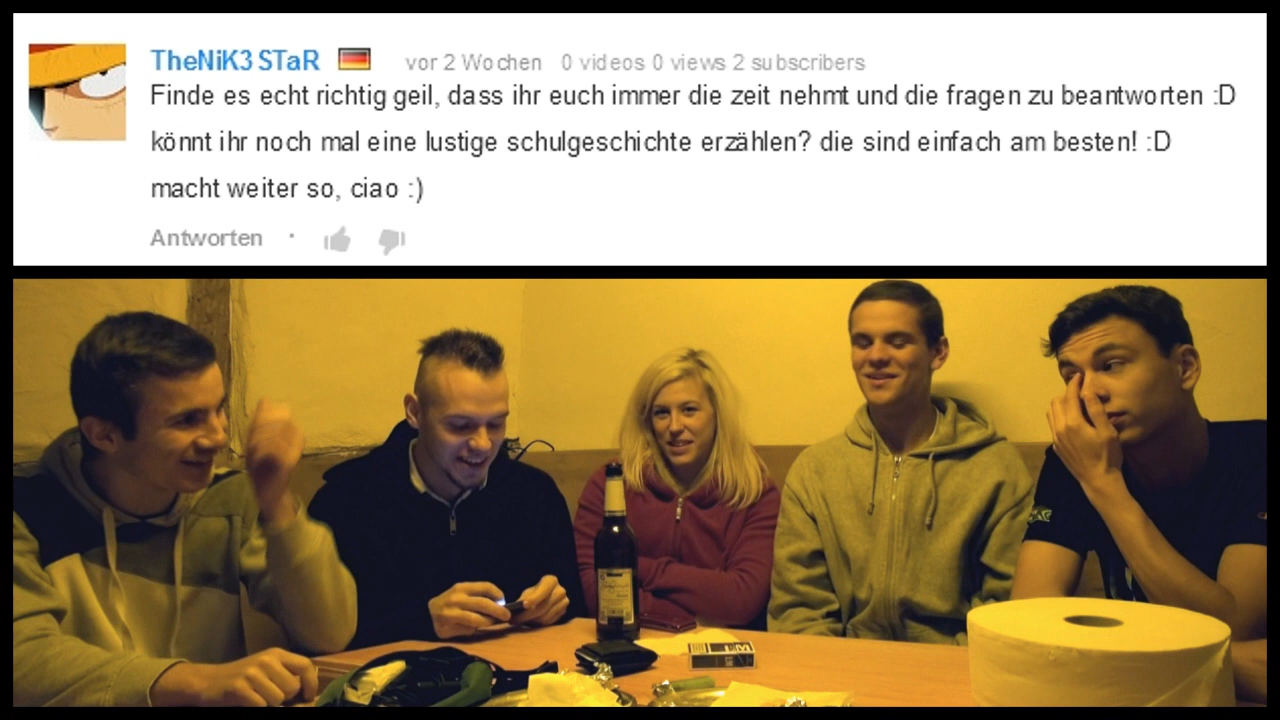 TheNiK3STaR vor 2 Wochen 0 videos 0 views 2 subscribers
Finde es echt richtig geil, dass ihr euch immer die zeit nehmt und die fragen zu beantworten :D
könnt ihr noch mal eine lustige schulgeschichte erzählen? die sind einfach am besten! :D
macht weiter so, ciao :)
Antworten ·